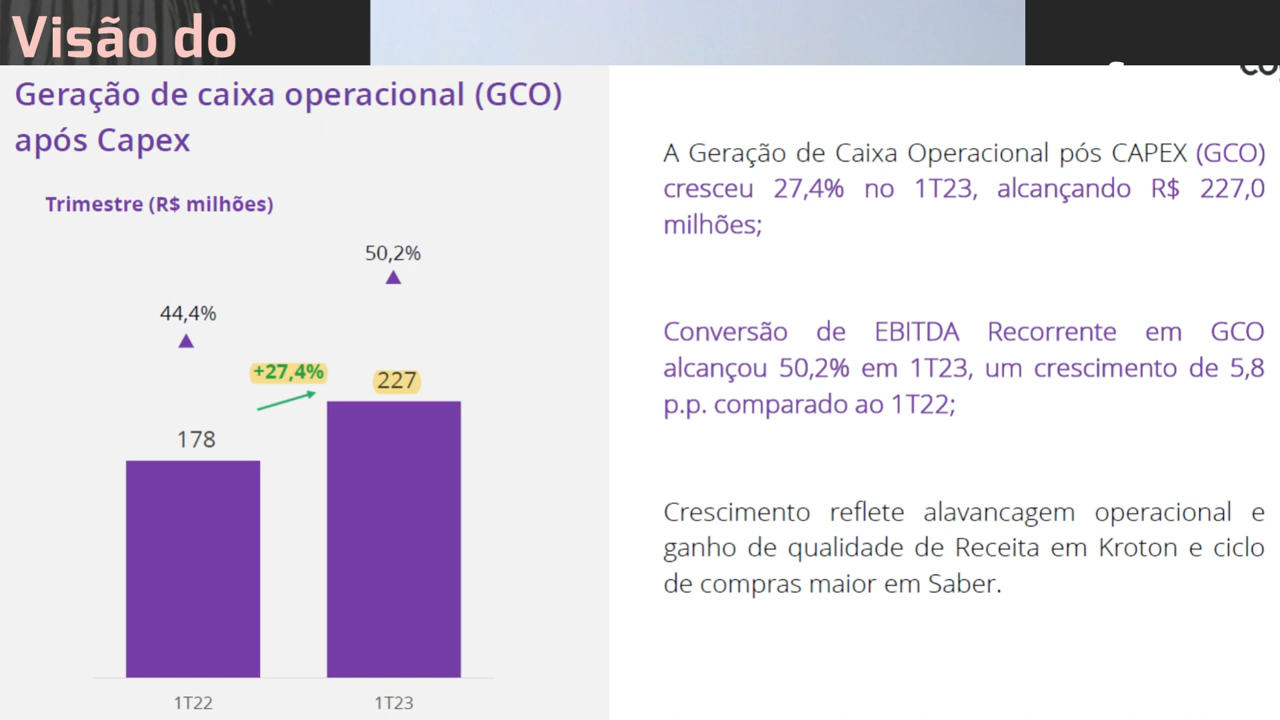 Visão do
Geração de caixa operacional (GCO)
após Capex
Trimestre (R$ milhões)
50,2%
44,4%
+27,4%
227
178
1T22
1T23
A Geração de Caixa Operacional pós CAPEX (GCO)
cresceu 27,4% no 1T23, alcançando R$ 227,0
milhões;
Conversão de EBITDA Recorrente em GCO
alcançou 50,2% em 1T23, um crescimento de 5,8
p.p. comparado ao 1T22;
Crescimento reflete alavancagem operacional e
ganho de qualidade de Receita em Kroton e ciclo
de compras maior em Saber.